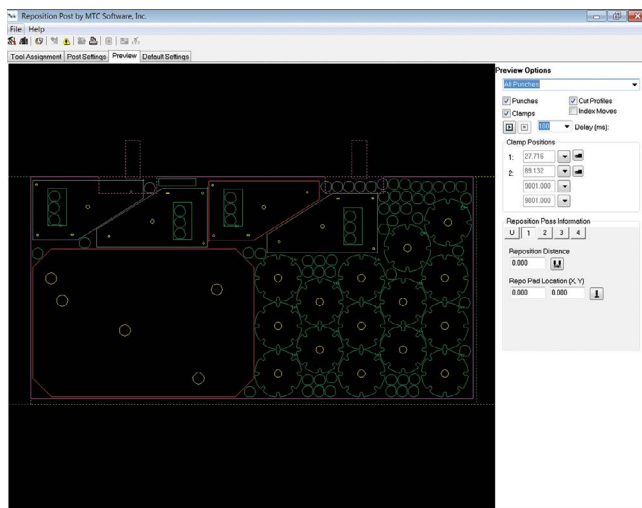 Reposition Post by MTC Software, Inc.
File Help
Tool Assignment Post Settings Preview Default Settings
Preview Options
All Punches
Punches Cut Profiles
Clamps Index Moves
100 Delay (ms):
Clamp Positions
1: 27.716
2: 89.132
9001.000
9001.000
Reposition Pass Information
U 1 2 3 4
Reposition Distance
0.000
Repo Pad Location (X, Y)
0.000 0.000